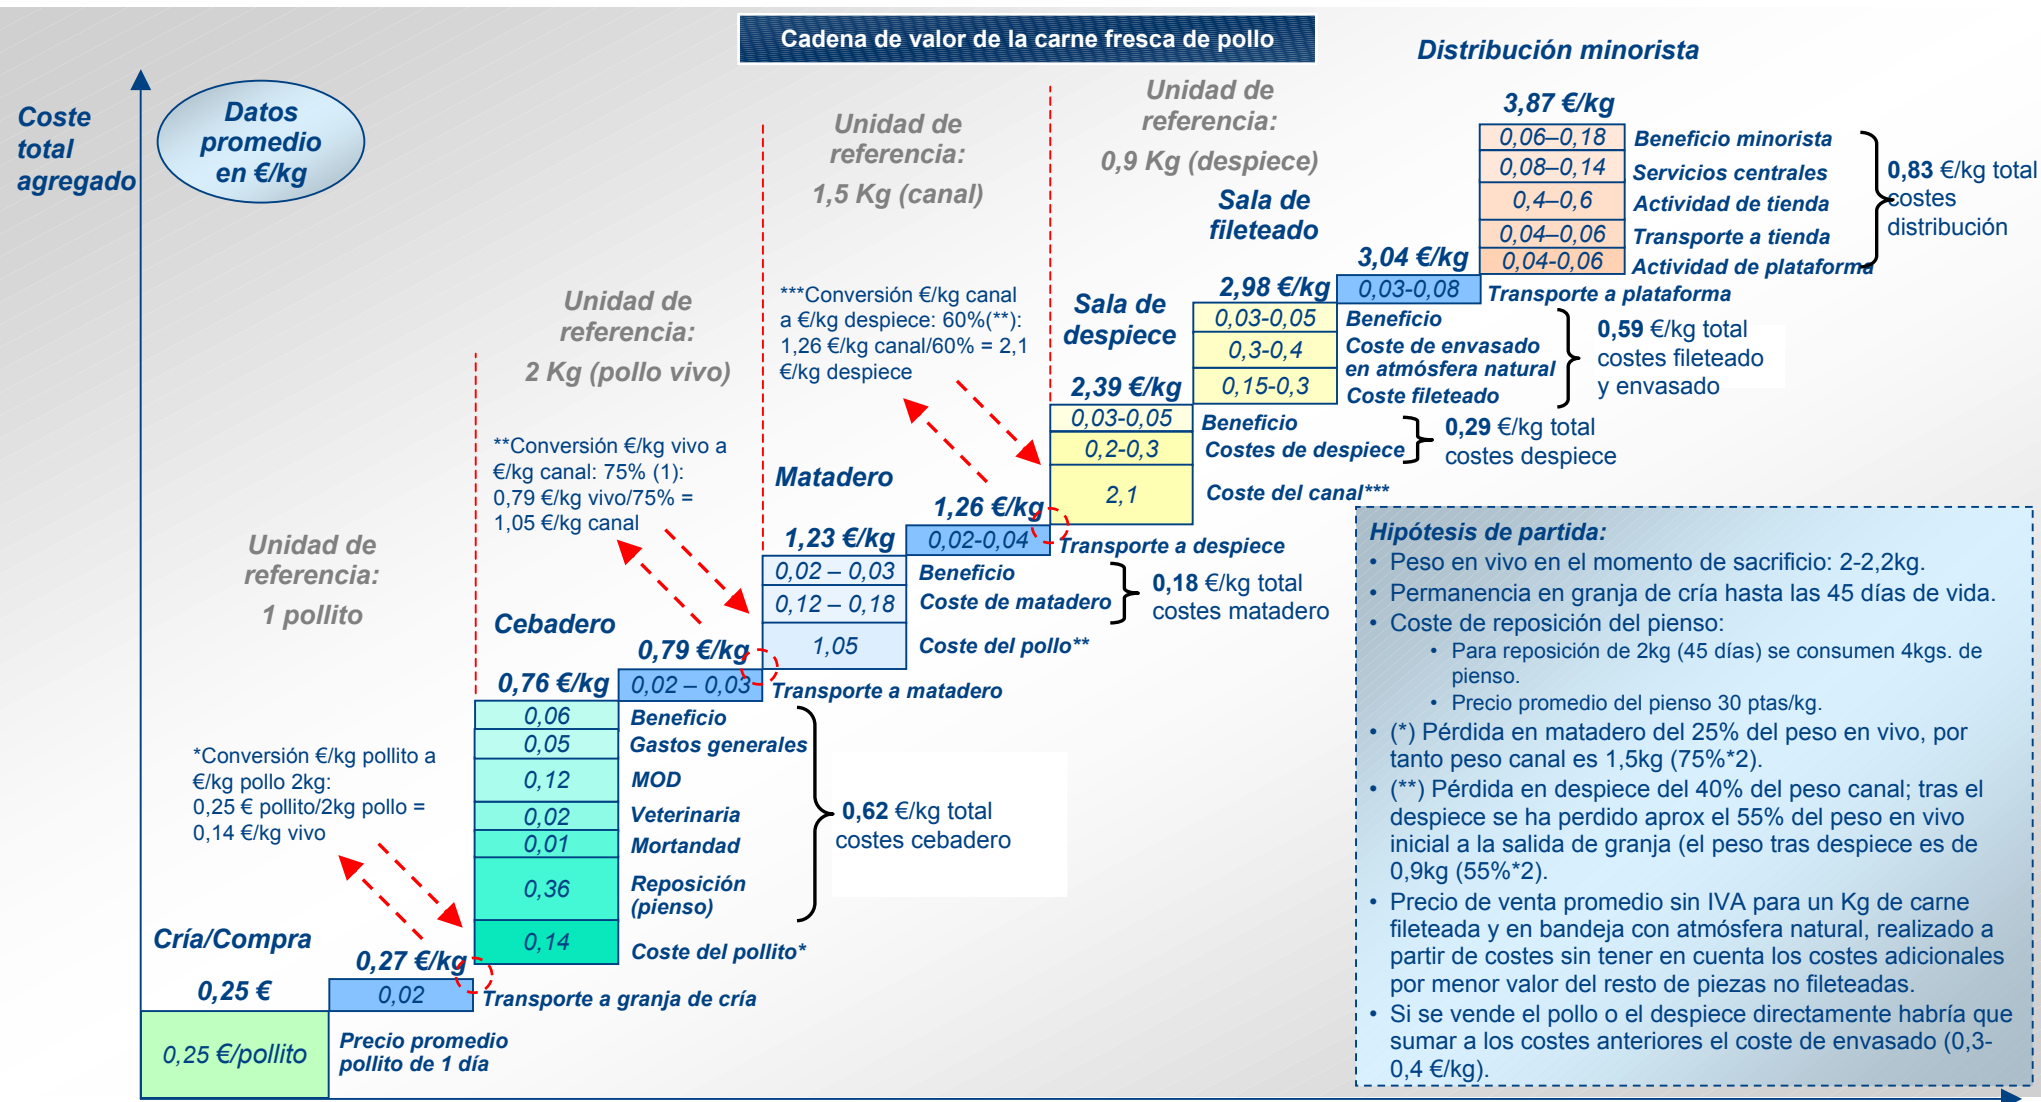 Cadena de valor de la carne fresca de pollo
Coste
total
agregado
Datos
promedio
en €/kg
Unidad de
referencia:
1 pollito
Unidad de
referencia:
2 Kg (pollo vivo)
Unidad de
referencia:
1,5 Kg (canal)
Unidad de
referencia:
0,9 Kg (despiece)
Cría/Compra
0,25 €
0,25 €/pollito
Precio promedio
pollito de 1 día
0,27 €/kg
0,02
Transporte a granja de cría
*Conversión €/kg pollito a
€/kg pollo 2kg:
0,25 € pollito/2kg pollo =
0,14 €/kg vivo
Cebadero
0,76 €/kg
0,06
Beneficio
0,05
Gastos generales
0,12
MOD
0,02
Veterinaria
0,01
Mortandad
0,36
Reposición
(pienso)
0,14
Coste del pollito*
0,62 €/kg total
costes cebadero
0,79 €/kg
0,02 – 0,03
Transporte a matadero
**Conversión €/kg vivo a
€/kg canal: 75% (1):
0,79 €/kg vivo/75% =
1,05 €/kg canal
Matadero
1,23 €/kg
0,02 – 0,03
Beneficio
0,12 – 0,18
Coste de matadero
1,05
Coste del pollo**
0,18 €/kg total
costes matadero
1,26 €/kg
0,02-0,04
Transporte a despiece
***Conversión €/kg canal
a €/kg despiece: 60%(**):
1,26 €/kg canal/60% = 2,1
€/kg despiece
Sala de
despiece
2,39 €/kg
0,03-0,05
Beneficio
0,2-0,3
Costes de despiece
2,1
Coste del canal***
0,29 €/kg total
costes despiece
Sala de
fileteado
2,98 €/kg
0,03-0,05
Beneficio
0,3-0,4
Coste de envasado
en atmósfera natural
0,15-0,3
Coste fileteado
0,59 €/kg total
costes fileteado
y envasado
3,04 €/kg
0,03-0,08
Transporte a plataforma
Distribución minorista
3,87 €/kg
0,06–0,18
Beneficio minorista
0,08–0,14
Servicios centrales
0,4–0,6
Actividad de tienda
0,04–0,06
Transporte a tienda
0,04-0,06
Actividad de plataforma
0,83 €/kg total
costes
distribución
Hipótesis de partida:
• Peso en vivo en el momento de sacrificio: 2-2,2kg.
• Permanencia en granja de cría hasta las 45 días de vida.
• Coste de reposición del pienso:
• Para reposición de 2kg (45 días) se consumen 4kgs. de
pienso.
• Precio promedio del pienso 30 ptas/kg.
• (*) Pérdida en matadero del 25% del peso en vivo, por
tanto peso canal es 1,5kg (75%*2).
• (**) Pérdida en despiece del 40% del peso canal; tras el
despiece se ha perdido aprox el 55% del peso en vivo
inicial a la salida de granja (el peso tras despiece es de
0,9kg (55%*2).
• Precio de venta promedio sin IVA para un Kg de carne
fileteada y en bandeja con atmósfera natural, realizado a
partir de costes sin tener en cuenta los costes adicionales
por menor valor del resto de piezas no fileteadas.
• Si se vende el pollo o el despiece directamente habría que
sumar a los costes anteriores el coste de envasado (0,3-
0,4 €/kg).